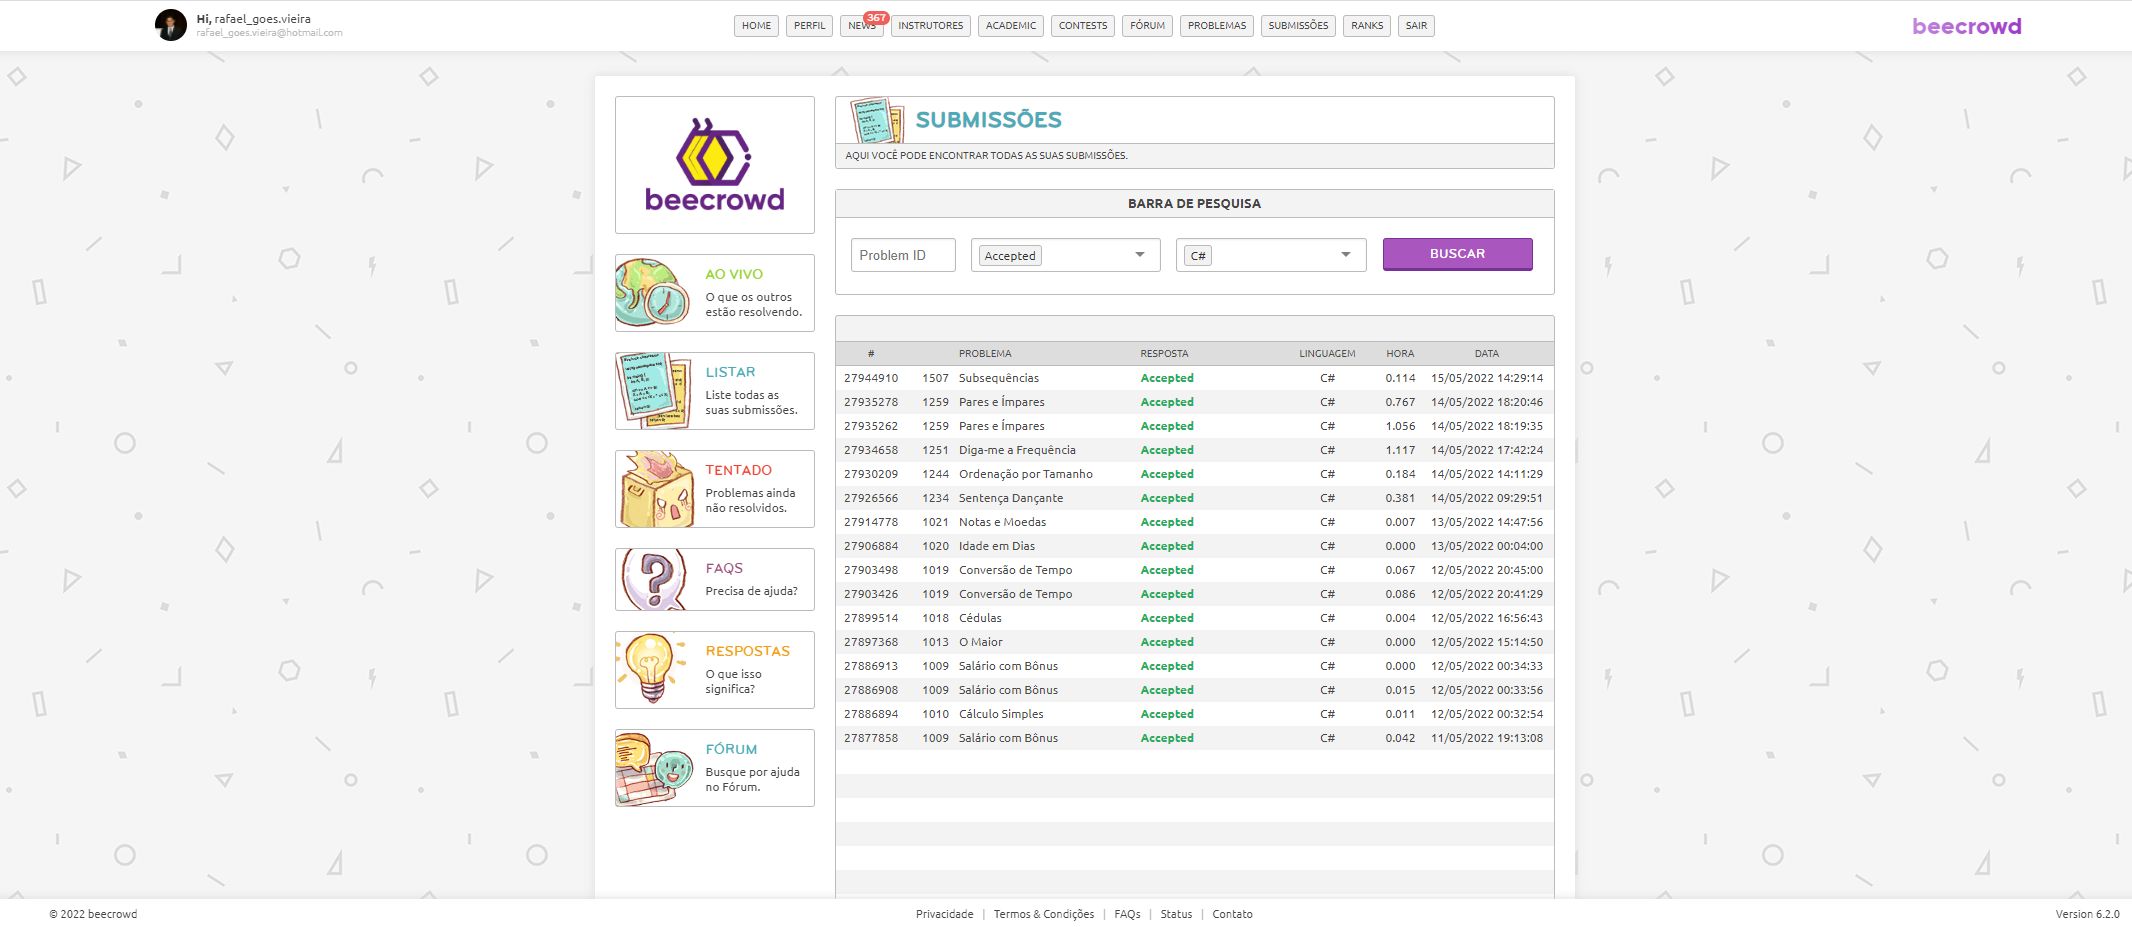 Hi, rafael_goes.vieira
rafael_goes.vieira@hotmail.com
HOME PERFIL NEWS 367 INSTRUTORES ACADEMIC CONTESTS FÓRUM PROBLEMAS SUBMISSÕES RANKS SAIR
beecrowd
beecrowd
AO VIVO
O que os outros
estão resolvendo.
LISTAR
Liste todas as
suas submissões.
TENTADO
Problemas ainda
não resolvidos.
FAQS
Precisa de ajuda?
RESPOSTAS
O que isso
significa?
FÓRUM
Busque por ajuda
no Fórum.
SUBMISSÕES
AQUI VOCÊ PODE ENCONTRAR TODAS AS SUAS SUBMISSÕES.
BARRA DE PESQUISA
Problem ID Accepted C# BUSCAR
# PROBLEMA RESPOSTA LINGUAGEM HORA DATA
27944910 1507 Subsequências Accepted C# 0.114 15/05/2022 14:29:14
27935278 1259 Pares e Ímpares Accepted C# 0.767 14/05/2022 18:20:46
27935262 1259 Pares e Ímpares Accepted C# 1.056 14/05/2022 18:19:35
27934658 1251 Diga-me a Frequência Accepted C# 1.117 14/05/2022 17:42:24
27930209 1244 Ordenação por Tamanho Accepted C# 0.184 14/05/2022 14:11:29
27926566 1234 Sentença Dançante Accepted C# 0.381 14/05/2022 09:29:51
27914778 1021 Notas e Moedas Accepted C# 0.007 13/05/2022 14:47:56
27906884 1020 Idade em Dias Accepted C# 0.000 13/05/2022 00:04:00
27903498 1019 Conversão de Tempo Accepted C# 0.067 12/05/2022 20:45:00
27903426 1019 Conversão de Tempo Accepted C# 0.086 12/05/2022 20:41:29
27899514 1018 Cédulas Accepted C# 0.004 12/05/2022 16:56:43
27897368 1013 O Maior Accepted C# 0.000 12/05/2022 15:14:50
27886913 1009 Salário com Bônus Accepted C# 0.000 12/05/2022 00:34:33
27886908 1009 Salário com Bônus Accepted C# 0.015 12/05/2022 00:33:56
27886894 1010 Cálculo Simples Accepted C# 0.011 12/05/2022 00:32:54
27877858 1009 Salário com Bônus Accepted C# 0.042 11/05/2022 19:13:08
© 2022 beecrowd
Privacidade | Termos & Condições | FAQs | Status | Contato
Version 6.2.0